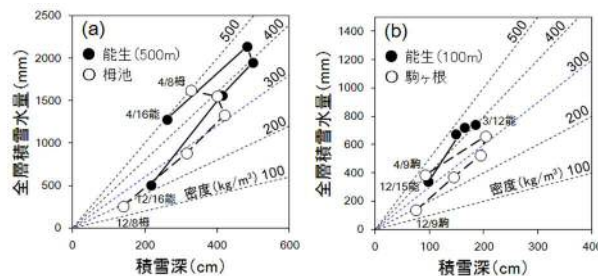 (a)
能生(500m)
栂池
500
400
300
200
密度(kg/m³) 100
4/8栂
4/16能
12/16能
12/8栂
全層積雪水量(mm)
2500
2000
1500
1000
500
0
0 200 400 600
積雪深(cm)
(b)
能生(100m)
駒ヶ根
500
400
300
200
密度(kg/m³) 100
3/12能
4/9駒
12/15能
12/9駒
全層積雪水量(mm)
1400
1200
1000
800
600
400
200
0
0 100 200 300 400
積雪深(cm)